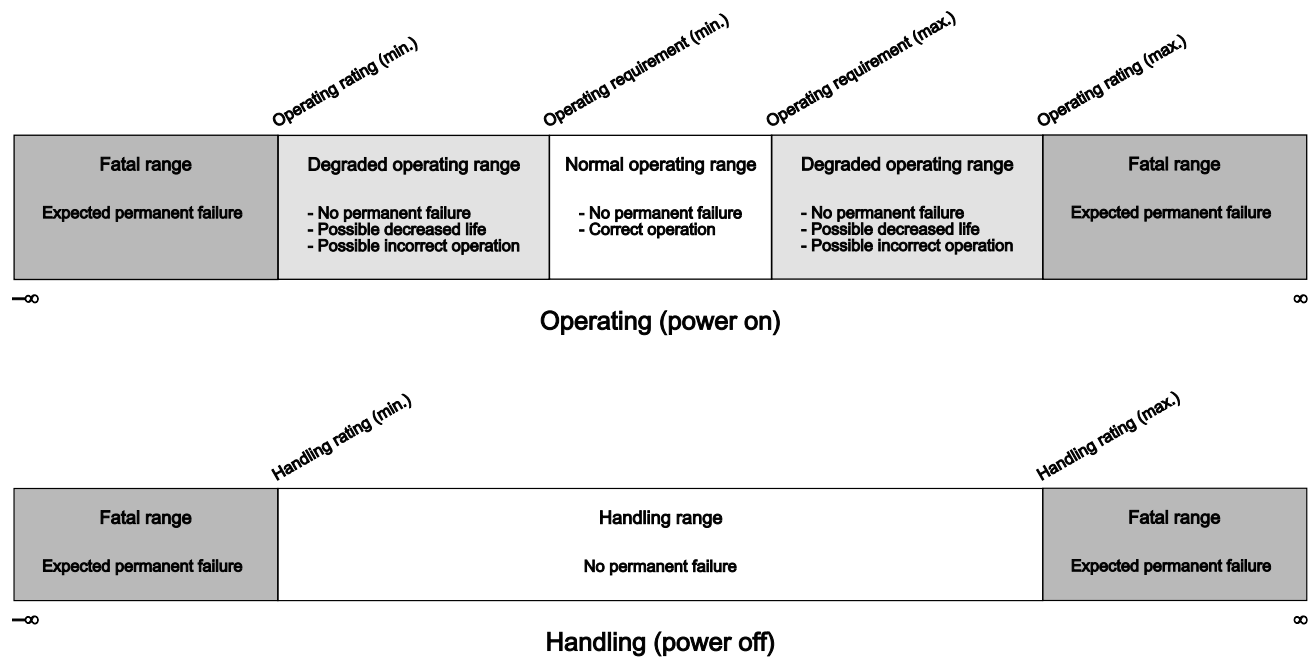 Operating rating (min.)
Operating requirement (min.)
Operating requirement (max.)
Operating rating (max.)
Fatal range
Expected permanent failure
Degraded operating range
- No permanent failure
- Possible decreased life
- Possible incorrect operation
Normal operating range
- No permanent failure
- Correct operation
Degraded operating range
- No permanent failure
- Possible decreased life
- Possible incorrect operation
Fatal range
Expected permanent failure
–∞
∞
Operating (power on)
Handling rating (min.)
Handling rating (max.)
Fatal range
Expected permanent failure
Handling range
No permanent failure
Fatal range
Expected permanent failure
–∞
∞
Handling (power off)